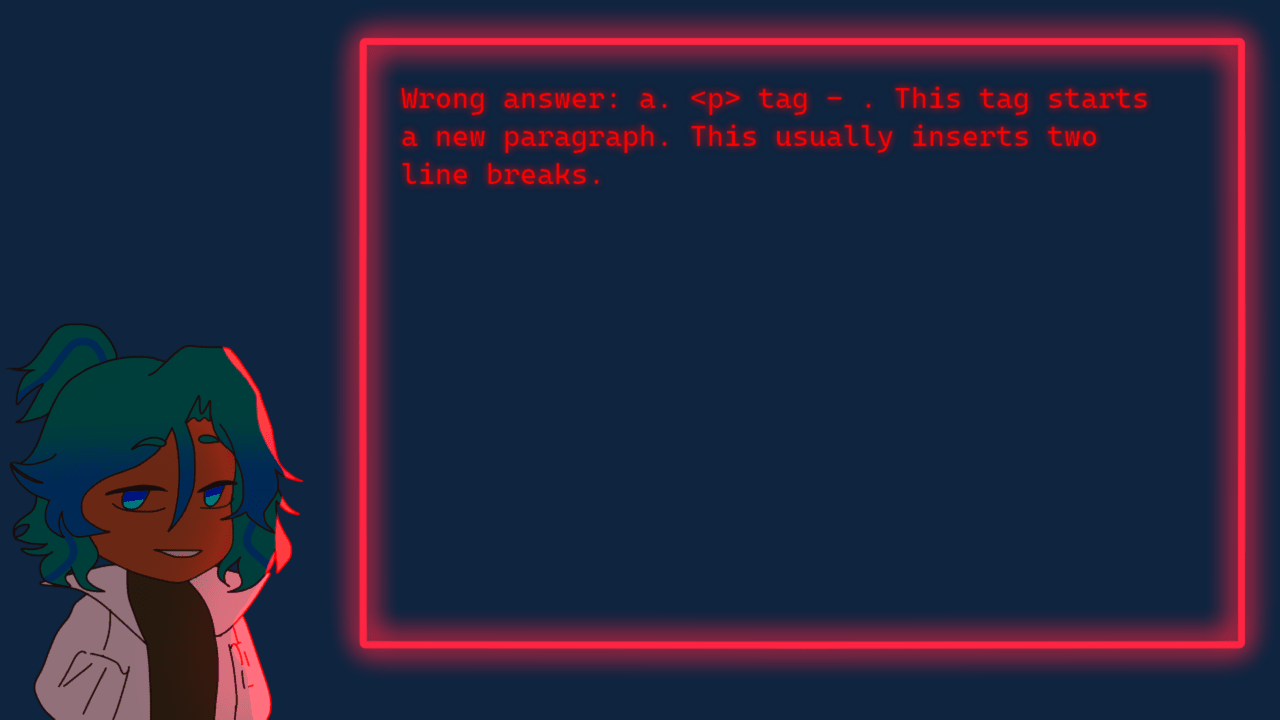 Wrong answer: a. <p> tag - . This tag starts
a new paragraph. This usually inserts two
line breaks.